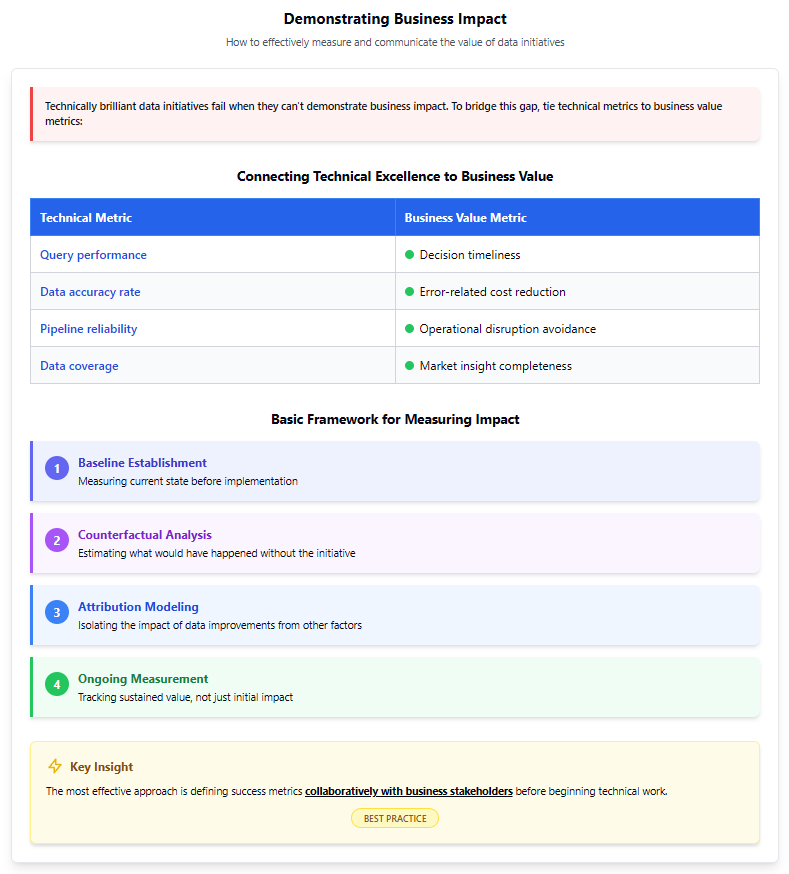 Demonstrating Business Impact
How to effectively measure and communicate the value of data initiatives
Technically brilliant data initiatives fail when they can't demonstrate business impact. To bridge this gap, tie technical metrics to business value
metrics:
Connecting Technical Excellence to Business Value
Technical Metric Business Value Metric
Query performance Decision timeliness
Data accuracy rate Error-related cost reduction
Pipeline reliability Operational disruption avoidance
Data coverage Market insight completeness
Basic Framework for Measuring Impact
1 Baseline Establishment
Measuring current state before implementation
2 Counterfactual Analysis
Estimating what would have happened without the initiative
3 Attribution Modeling
Isolating the impact of data improvements from other factors
4 Ongoing Measurement
Tracking sustained value, not just initial impact
Key Insight
The most effective approach is defining success metrics collaboratively with business stakeholders before beginning technical work.
BEST PRACTICE